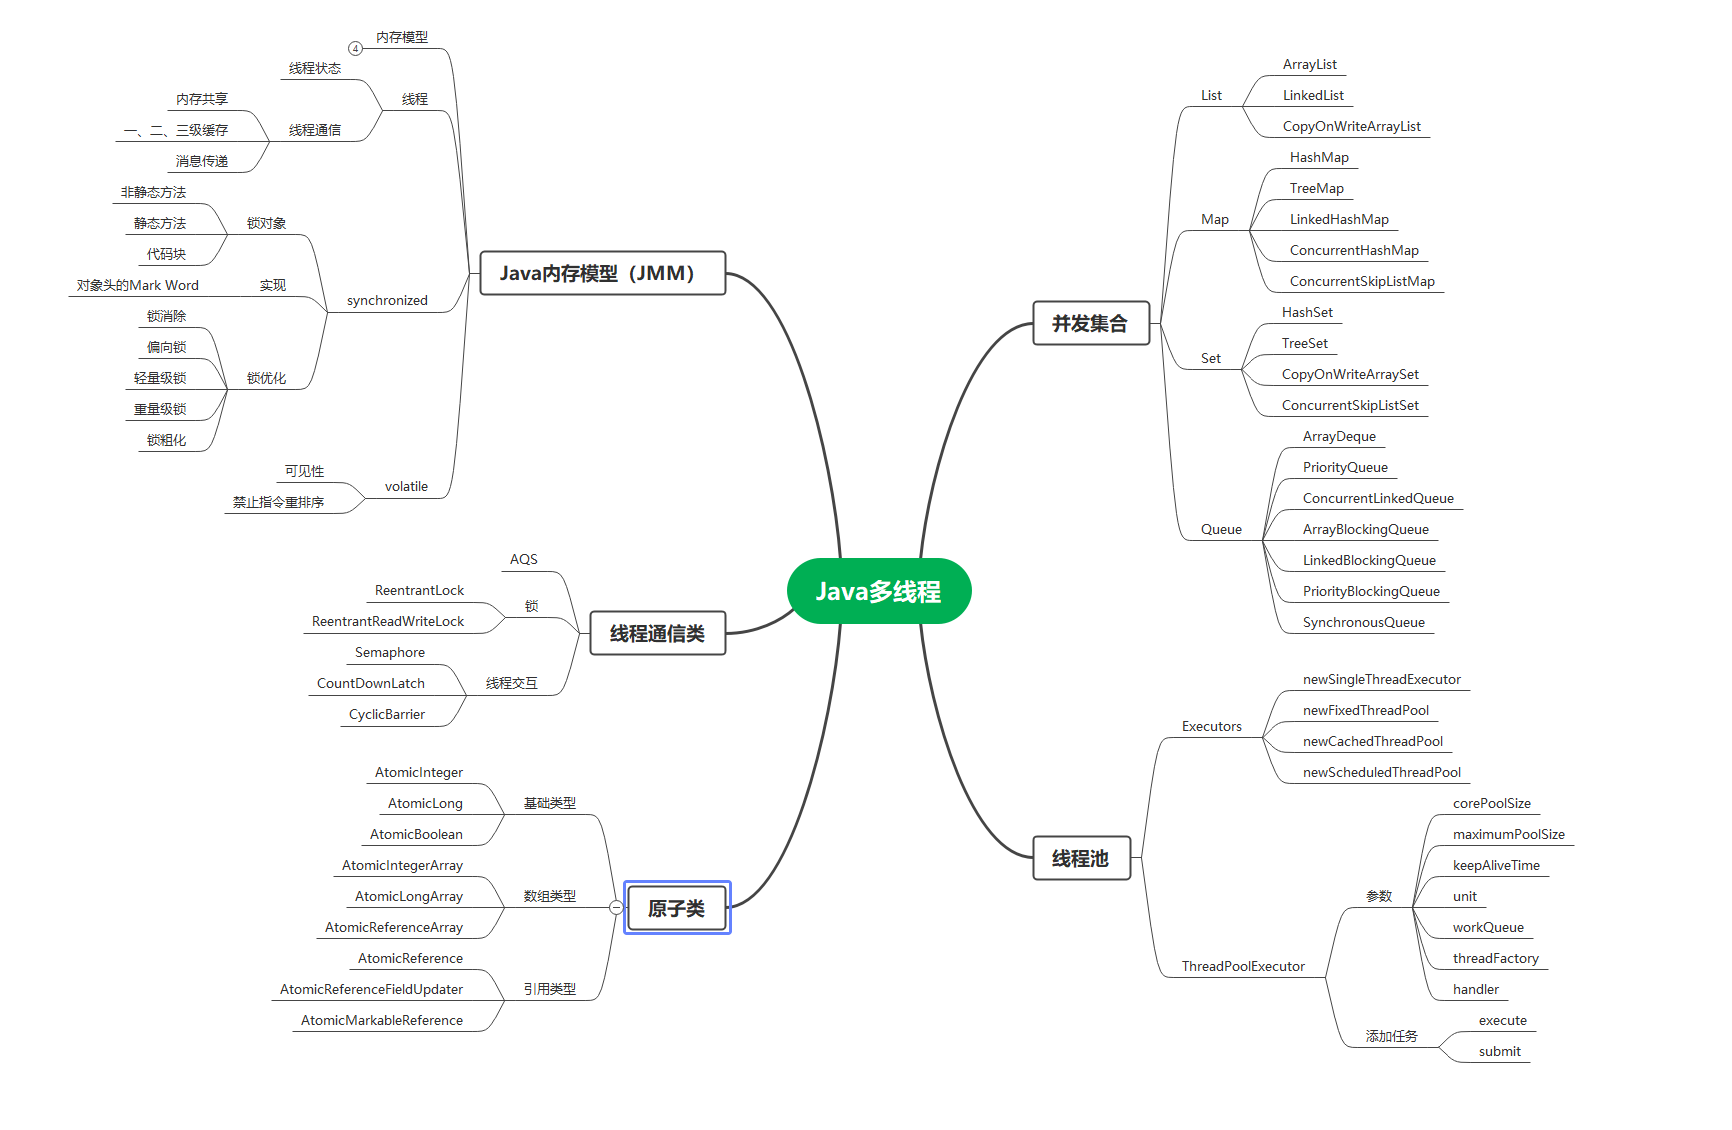 Java多线程
Java内存模型（JMM）
内存模型
4
线程
线程状态
线程通信
内存共享
一、二、三级缓存
消息传递
synchronized
锁对象
非静态方法
静态方法
代码块
实现
对象头的Mark Word
锁优化
锁消除
偏向锁
轻量级锁
重量级锁
锁粗化
volatile
可见性
禁止指令重排序
线程通信类
AQS
锁
ReentrantLock
ReentrantReadWriteLock
线程交互
Semaphore
CountDownLatch
CyclicBarrier
原子类
基础类型
AtomicInteger
AtomicLong
AtomicBoolean
数组类型
AtomicIntegerArray
AtomicLongArray
AtomicReferenceArray
引用类型
AtomicReference
AtomicReferenceFieldUpdater
AtomicMarkableReference
并发集合
List
ArrayList
LinkedList
CopyOnWriteArrayList
Map
HashMap
TreeMap
LinkedHashMap
ConcurrentHashMap
ConcurrentSkipListMap
Set
HashSet
TreeSet
CopyOnWriteArraySet
ConcurrentSkipListSet
Queue
ArrayDeque
PriorityQueue
ConcurrentLinkedQueue
ArrayBlockingQueue
LinkedBlockingQueue
PriorityBlockingQueue
SynchronousQueue
线程池
Executors
newSingleThreadExecutor
newFixedThreadPool
newCachedThreadPool
newScheduledThreadPool
ThreadPoolExecutor
参数
corePoolSize
maximumPoolSize
keepAliveTime
unit
workQueue
threadFactory
handler
添加任务
execute
submit